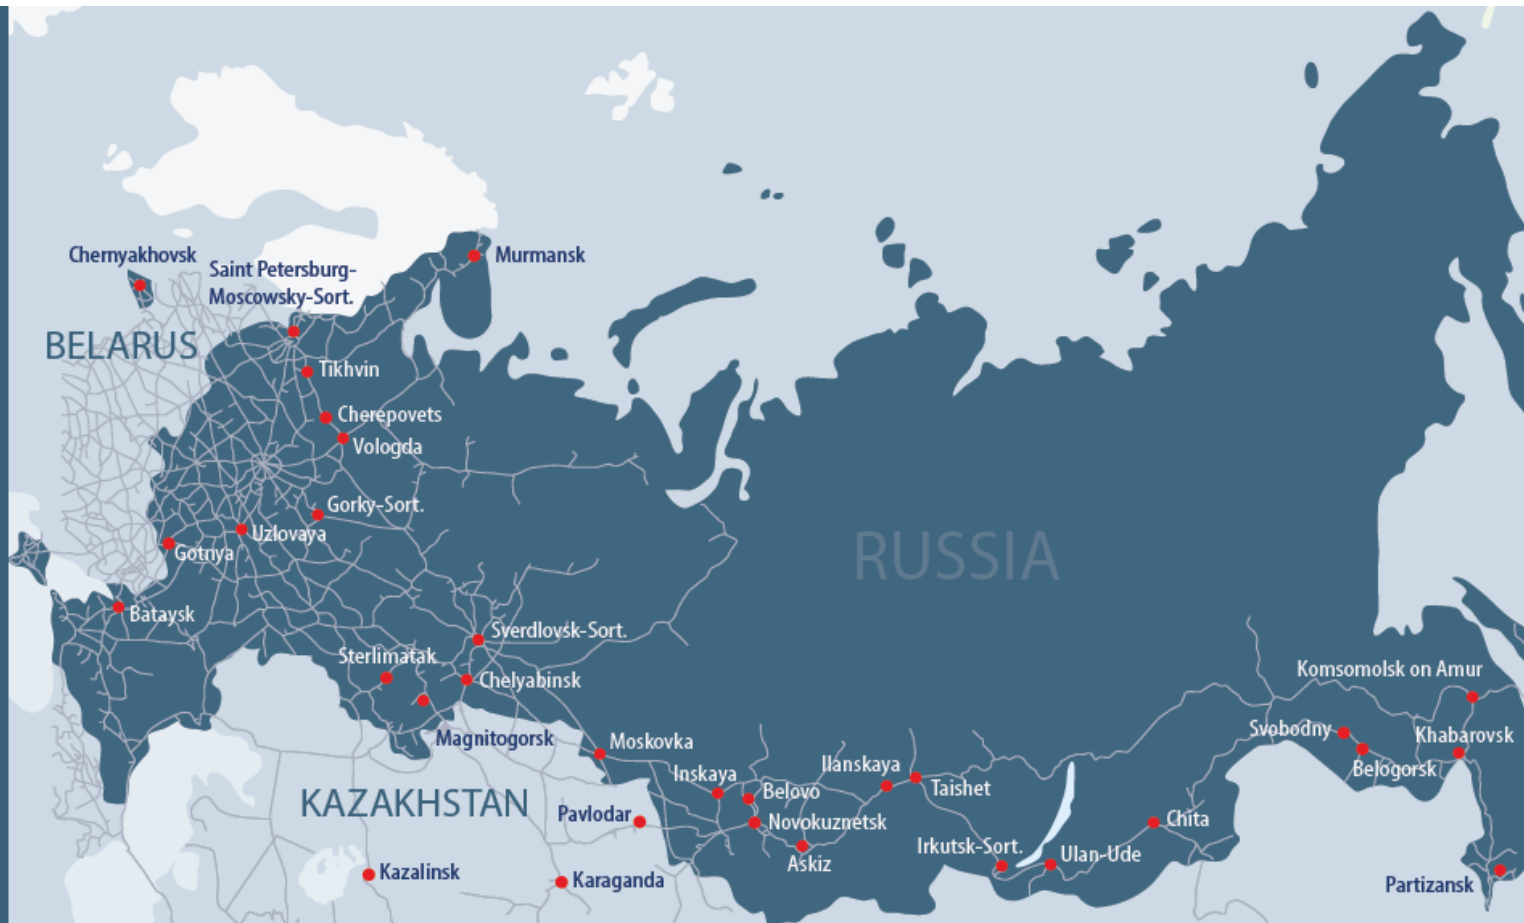 Chernyakhovsk
Murmansk
Saint Petersburg-
Moscowsky-Sort.
BELARUS
Tikhvin
Cherepovets
Vologda
Gorky-Sort.
Uzlovaya
Gotnya
RUSSIA
Bataysk
Sverdlovsk-Sort.
Sterlimatak
Chelyabinsk
Komsomolsk on Amur
Magnitogorsk
Moskovka
Svobodny
Khabarovsk
Ilanskaya
Belogorsk
Inskaya
Taishet
Belovo
KAZAKHSTAN
Pavlodar
Novokuznetsk
Chita
Irkutsk-Sort.
Ulan-Ude
Askiz
Kazalinsk
Karaganda
Partizansk